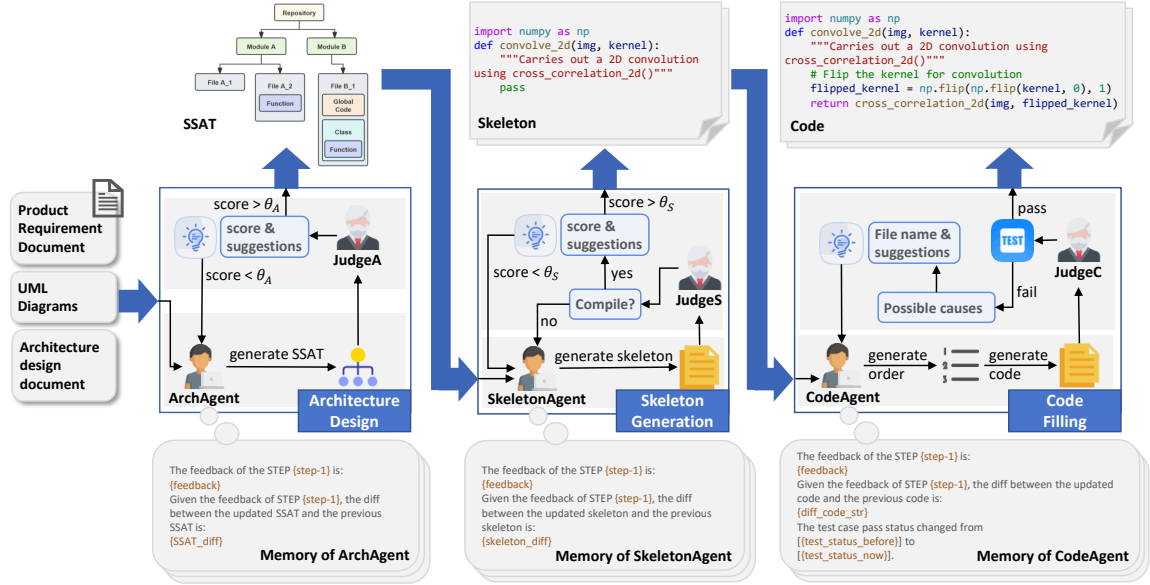 Repository
Module A
Module B
File A_1
File A_2
Function
File B_1
Global
Code
Class
Function
SSAT
import numpy as np
def convolve_2d(img, kernel):
"""Carries out a 2D convolution
using cross_correlation_2d()"""
pass
Skeleton
import numpy as np
def convolve_2d(img, kernel):
"""Carries out a 2D convolution using
cross_correlation_2d()"""
# Flip the kernel for convolution
flipped_kernel = np.flip(np.flip(kernel, 0), 1)
return cross_correlation_2d(img, flipped_kernel)
Code
Product
Requirement
Document
UML
Diagrams
Architecture
design
document
score > θ_A
score &
suggestions
JudgeA
score < θ_A
generate SSAT
ArchAgent
Architecture
Design
score > θ_S
score &
suggestions
score < θ_S
yes
JudgeS
Compile?
no
generate skeleton
SkeletonAgent
Skeleton
Generation
pass
File name &
suggestions
TEST
JudgeC
fail
Possible causes
generate
order
1
2
3
generate
code
CodeAgent
Code
Filling
The feedback of the STEP {step-1} is:
{feedback}
Given the feedback of STEP {step-1}, the diff
between the updated SSAT and the previous
SSAT is:
{SSAT_diff}
Memory of ArchAgent
The feedback of the STEP {step-1} is:
{feedback}
Given the feedback of STEP {step-1}, the diff
between the updated skeleton and the previous
skeleton is:
{skeleton_diff}
Memory of SkeletonAgent
The feedback of the STEP {step-1} is:
{feedback}
Given the feedback of STEP {step-1}, the diff between the updated
code and the previous code is:
{diff_code_str}
The test case pass status changed from
[{test_status_before}] to
[{test_status_now}].
Memory of CodeAgent